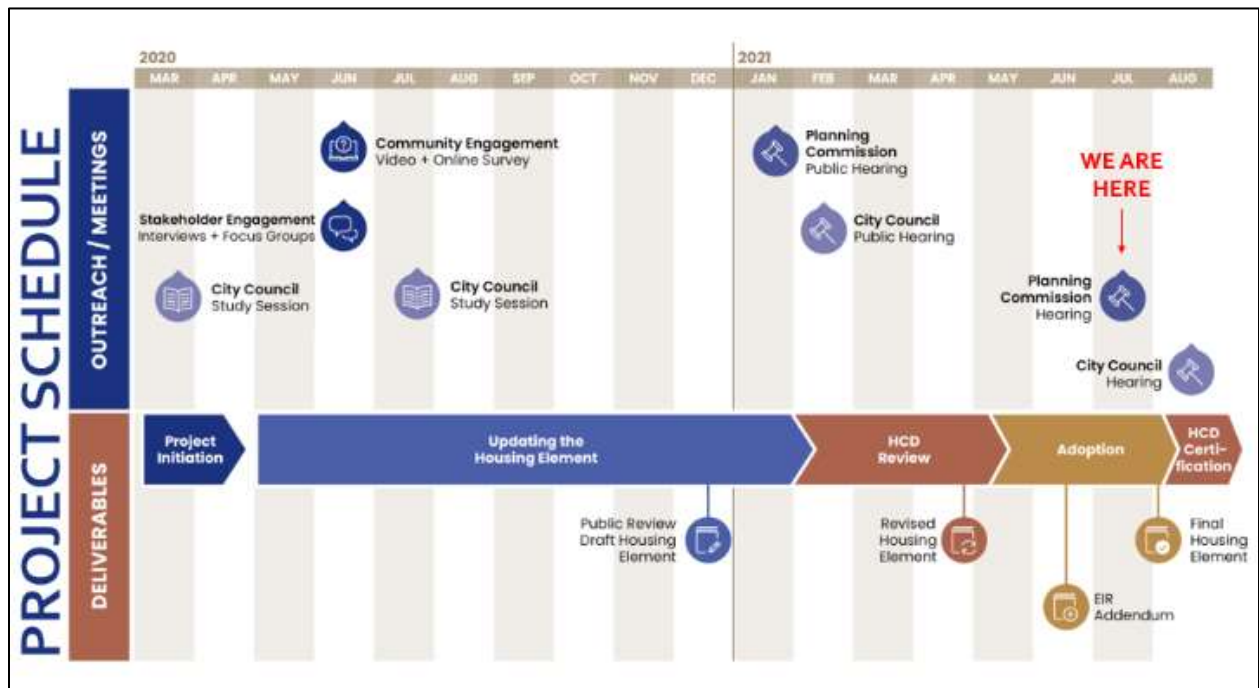 PROJECT SCHEDULE
2020
2021
MAR APR MAY JUN JUL AUG SEP OCT NOV DEC JAN FEB MAR APR MAY JUN JUL AUG
OUTREACH / MEETINGS
Community Engagement
Video + Online Survey
Stakeholder Engagement
Interviews + Focus Groups
City Council
Study Session
City Council
Study Session
Planning
Commission
Public Hearing
City Council
Public Hearing
WE ARE
HERE
Planning
Commission
Hearing
City Council
Hearing
DELIVERABLES
Project
Initiation
Updating the
Housing Element
HCD
Review
Adoption
HCD
Certi-
fication
Public Review
Draft Housing
Element
Revised
Housing
Element
EIR
Addendum
Final
Housing
Element